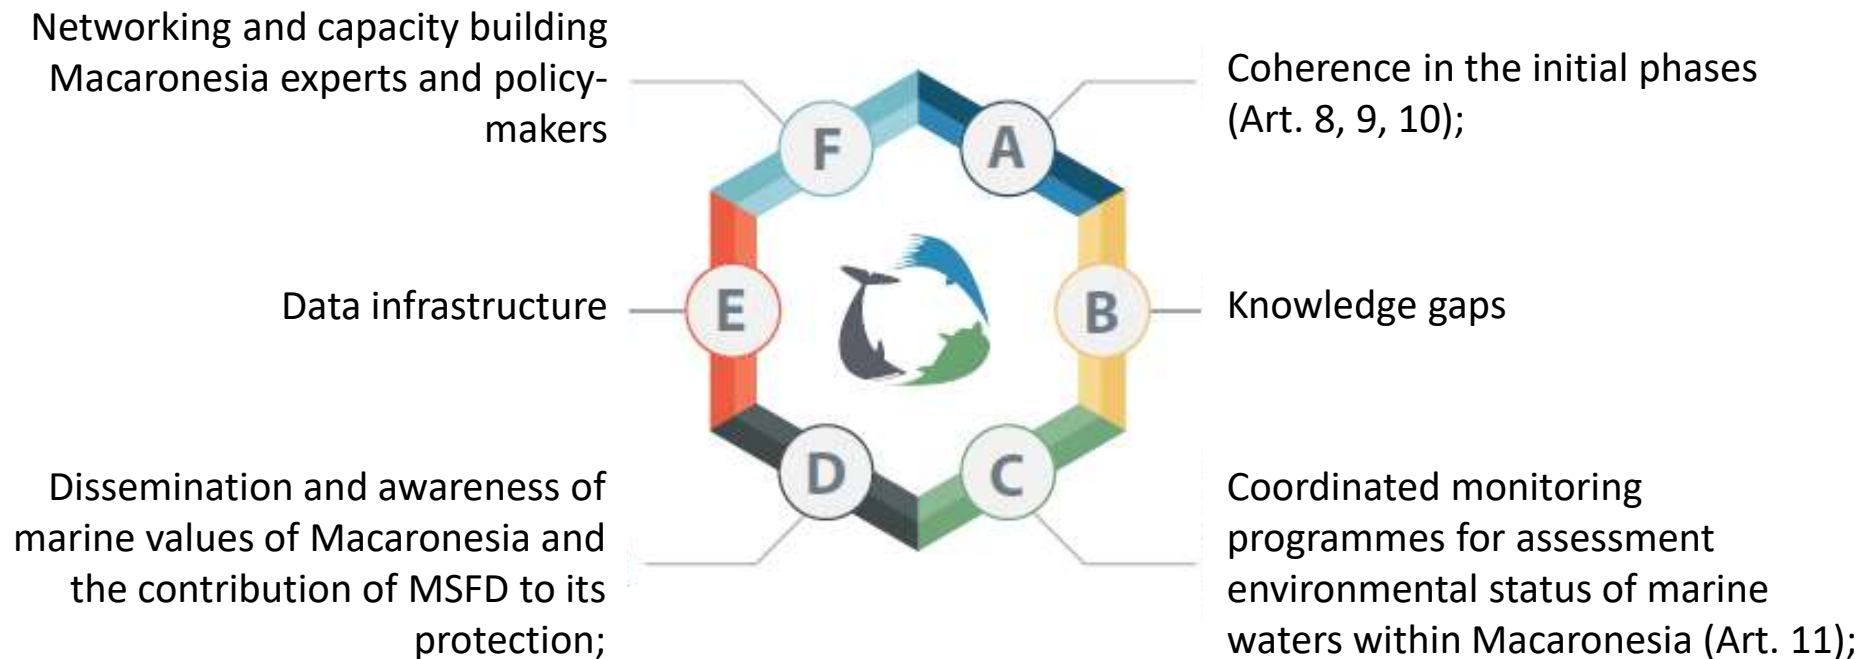 Networking and capacity building
Macaronesia experts and policy-
makers
F
A
Coherence in the initial phases
(Art. 8, 9, 10);
Data infrastructure
E
B
Knowledge gaps
Dissemination and awareness of
marine values of Macaronesia and
the contribution of MSFD to its
protection;
D
C
Coordinated monitoring
programmes for assessment
environmental status of marine
waters within Macaronesia (Art. 11);